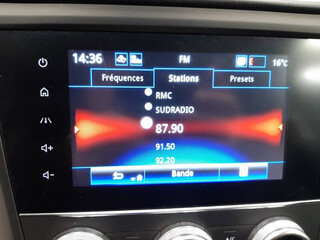 14:36 FM 16°C
Fréquences Stations Presets
RMC
SUDRADIO
87.90
91.50
92.20
Bande